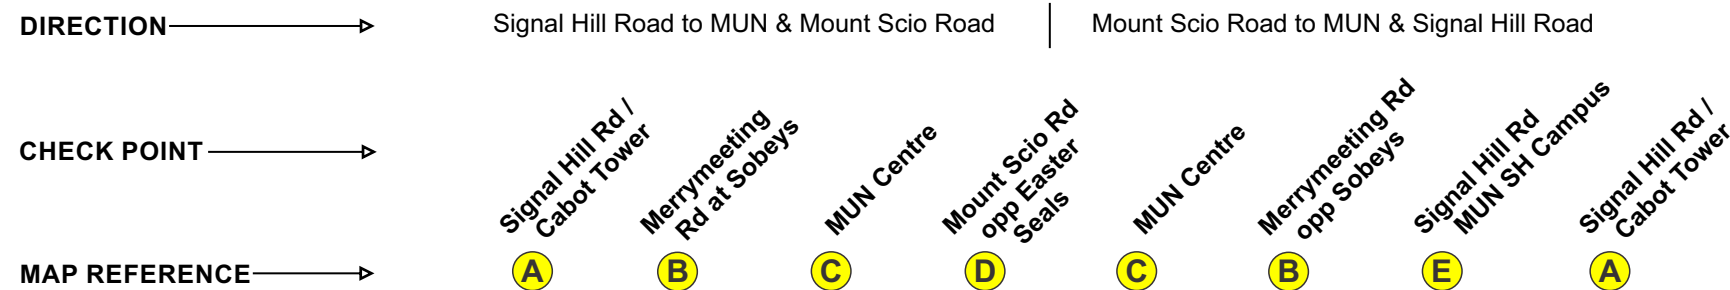 DIRECTION
Signal Hill Road to MUN & Mount Scio Road
Mount Scio Road to MUN & Signal Hill Road
CHECK POINT
Signal Hill Rd /
Cabot Tower
Merrymeeting
Rd at Sobeys
MUN Centre
Mount Scio Rd
opp Easter
Seals
MUN Centre
Merrymeeting Rd
opp Sobeys
Signal Hill Rd
MUN SH Campus
Signal Hill Rd /
Cabot Tower
MAP REFERENCE
A
B
C
D
C
B
E
A